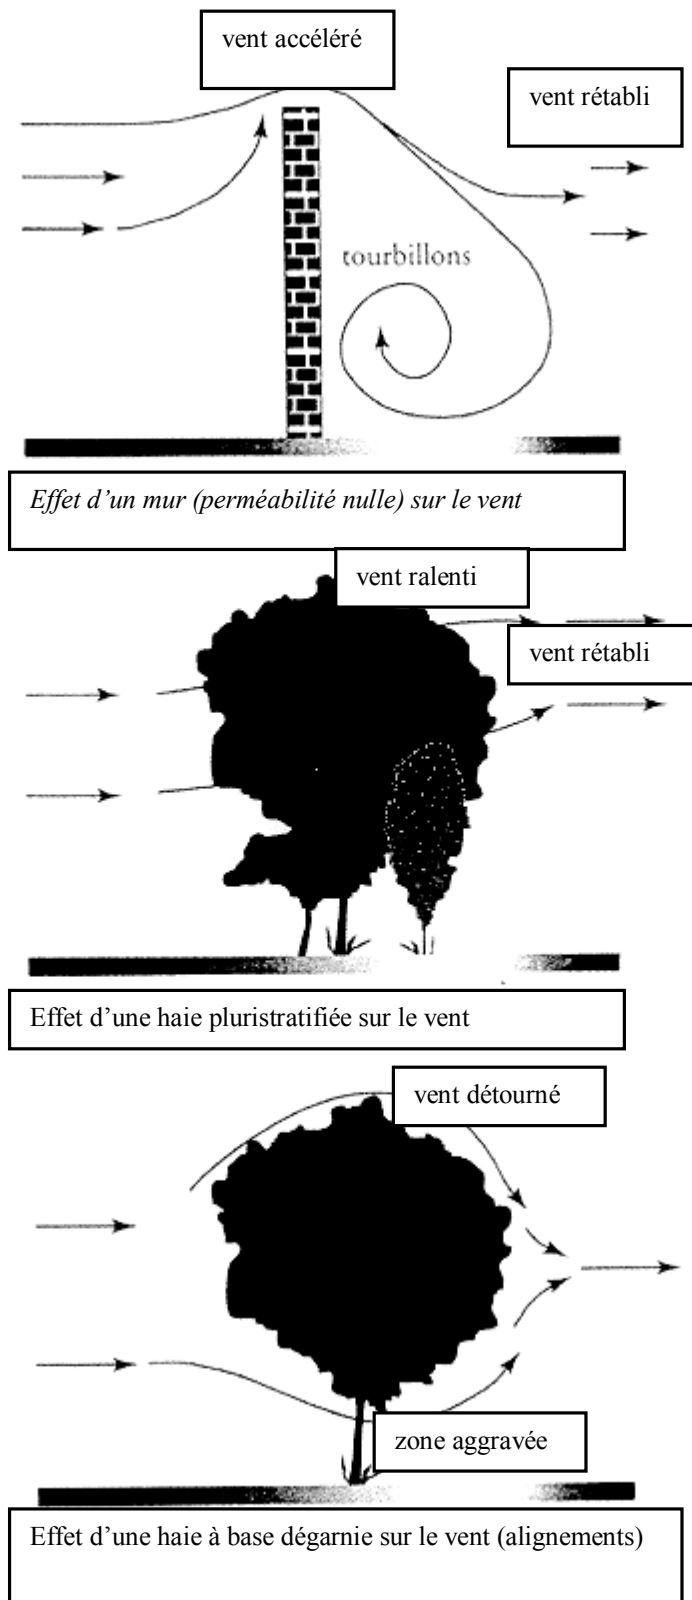 vent accéléré
vent rétabli
tourbillons
Effet d’un mur (perméabilité nulle) sur le vent
vent ralenti
vent rétabli
Effet d’une haie pluristratifiée sur le vent
vent détourné
zone aggravée
Effet d’une haie à base dégarnie sur le vent (alignements)